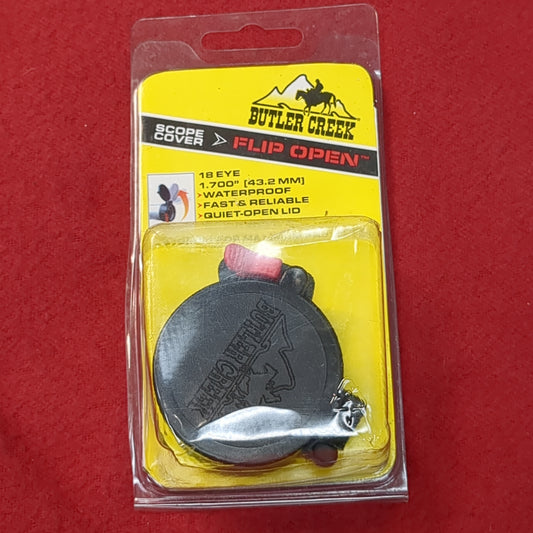 BUTLER CREEK
SCOPE COVER > FLIP OPEN™
18 EYE
1.700" [43.2 MM]
>WATERPROOF
>FAST & RELIABLE
>QUIET-OPEN LID
BUTLER CREEK